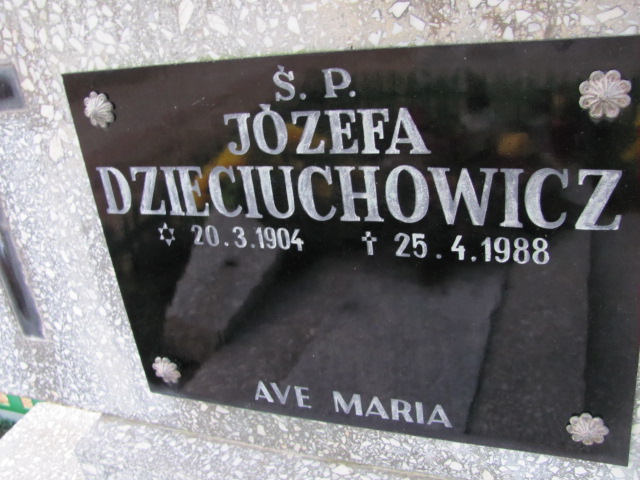 Ś. P.
JÓZEFA
DZIECIUCHOWICZ
✡ 20.3.1904 † 25.4.1988
AVE MARIA